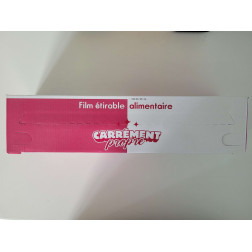 Film étirable alimentaire
CARRÉMENT
propre